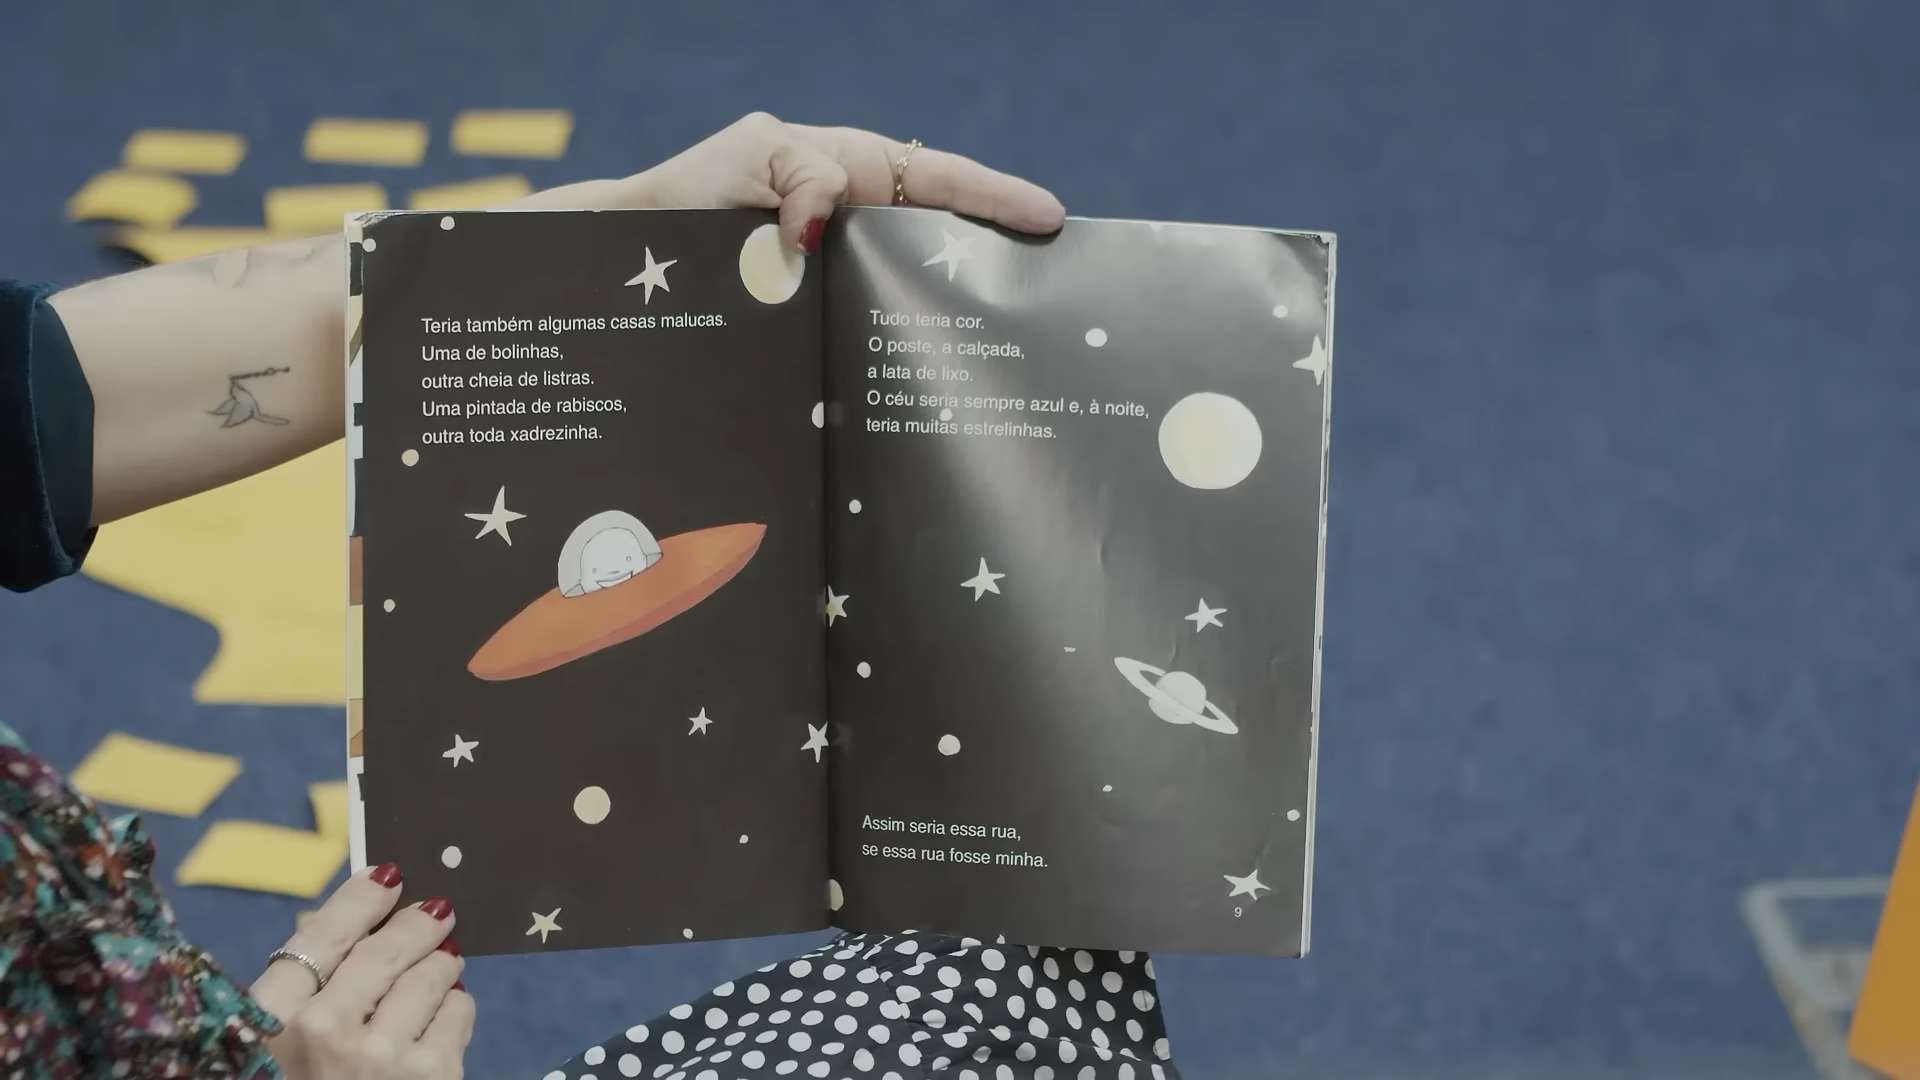 Teria também algumas casas malucas.
Uma de bolinhas,
outra cheia de listras.
Uma pintada de rabiscos,
outra toda xadrezinha.
Tudo teria cor.
O poste, a calçada,
a lata de lixo.
O céu seria sempre azul e, à noite,
teria muitas estrelinhas.
Assim seria essa rua,
se essa rua fosse minha.
9